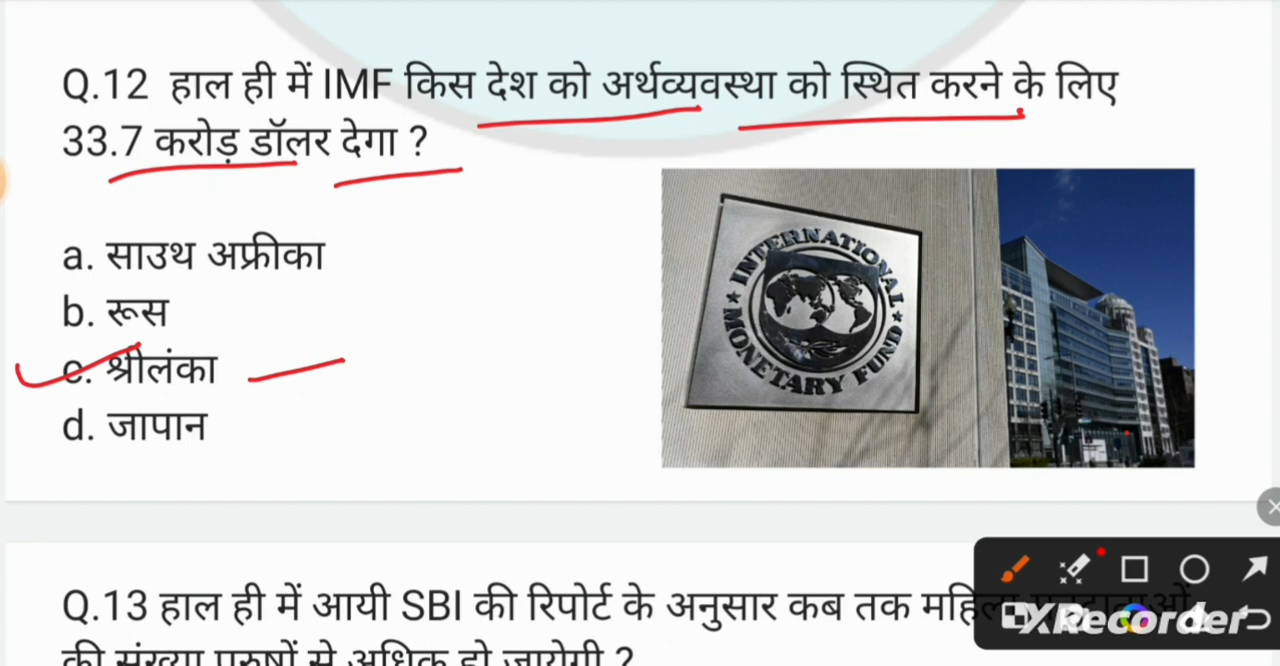 Q.12 हाल ही में IMF किस देश को अर्थव्यवस्था को स्थित करने के लिए
33.7 करोड़ डॉलर देगा ?
a. साउथ अफ्रीका
b. रूस
c. श्रीलंका
d. जापान
INTERNATIONAL
MONETARY FUND
Q.13 हाल ही में आयी SBI की रिपोर्ट के अनुसार कब तक
की संख्या पुरुषों से अधिक हो जायेगी ?
XRecorder